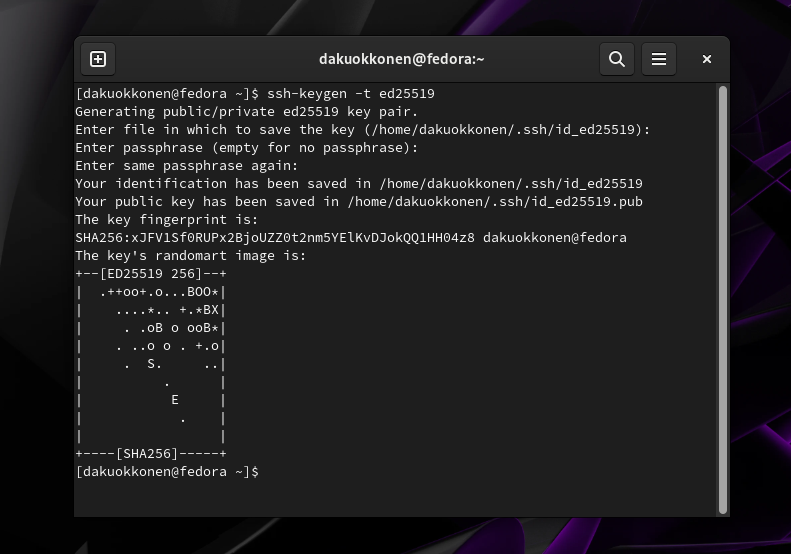 dakuokkonen@fedora:~
[dakuokkonen@fedora ~]$ ssh-keygen -t ed25519
Generating public/private ed25519 key pair.
Enter file in which to save the key (/home/dakuokkonen/.ssh/id_ed25519):
Enter passphrase (empty for no passphrase):
Enter same passphrase again:
Your identification has been saved in /home/dakuokkonen/.ssh/id_ed25519
Your public key has been saved in /home/dakuokkonen/.ssh/id_ed25519.pub
The key fingerprint is:
SHA256:xJFV1Sf0RUPx2BjoUZZ0t2nm5YElKvDJokQQ1HH04z8 dakuokkonen@fedora
The key's randomart image is:
+--[ED25519 256]--+
|  .++oo+.o...BOO*|
|    ....*.. +.*BX|
|     . .oB o ooB*|
|    . ..o o . +.o|
|     .  S.     ..|
|          .      |
|           E     |
|            .    |
|                 |
+----[SHA256]-----+
[dakuokkonen@fedora ~]$